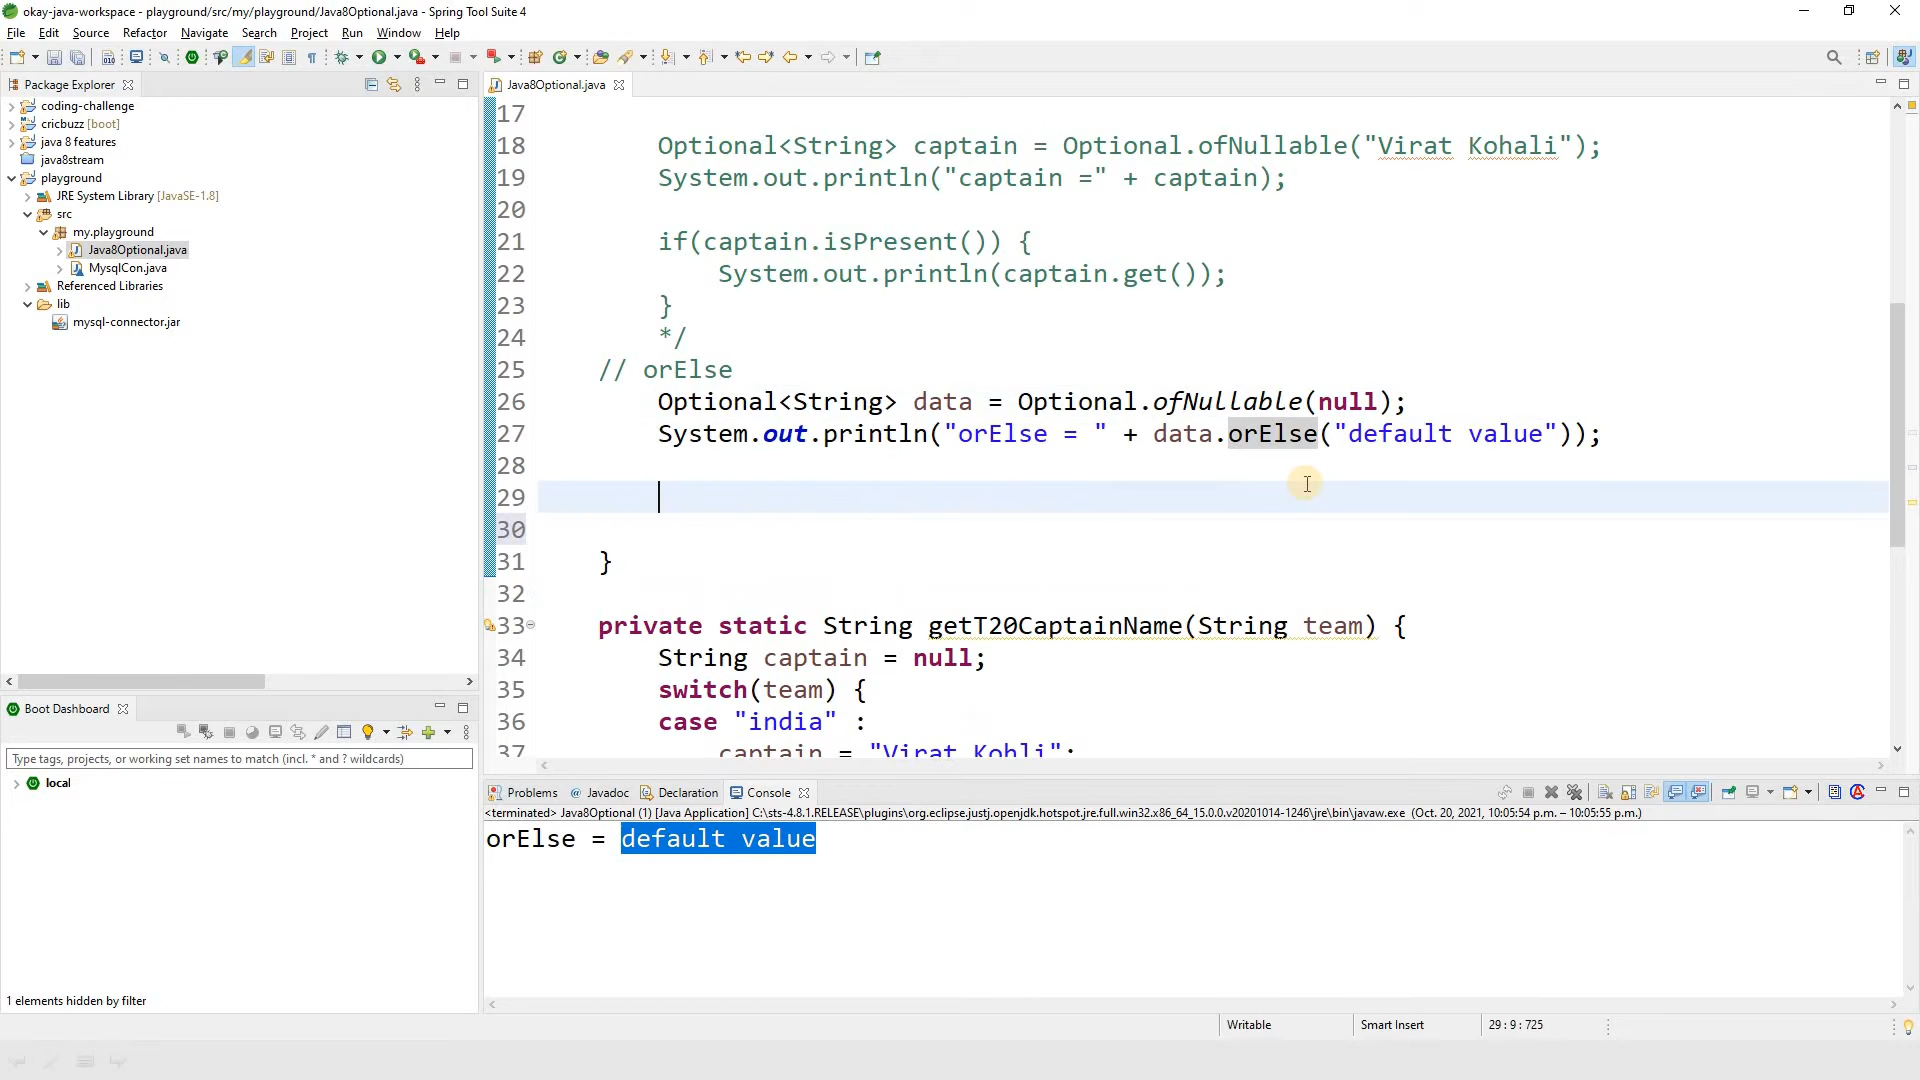 okay-java-workspace - playground/src/my/playground/Java8Optional.java - Spring Tool Suite 4
File Edit Source Refactor Navigate Search Project Run Window Help
Package Explorer
coding-challenge
cricbuzz [boot]
java 8 features
java8stream
playground
JRE System Library [JavaSE-1.8]
src
my.playground
Java8Optional.java
MysqlCon.java
Referenced Libraries
lib
mysql-connector.jar
Boot Dashboard
Type tags, projects, or working set names to match (incl. * and ? wildcards)
local
1 elements hidden by filter
Java8Optional.java
17
18 Optional<String> captain = Optional.ofNullable("Virat Kohali");
19 System.out.println("captain =" + captain);
20
21 if(captain.isPresent()) {
22 System.out.println(captain.get());
23 }
24 */
25 // orElse
26 Optional<String> data = Optional.ofNullable(null);
27 System.out.println("orElse = " + data.orElse("default value"));
28
29
30
31 }
32
33 private static String getT20CaptainName(String team) {
34 String captain = null;
35 switch(team) {
36 case "india" :
37 captain = "Virat Kohli";
Problems @ Javadoc Declaration Console
<terminated> Java8Optional (1) [Java Application] C:\sts-4.8.1.RELEASE\plugins\org.eclipse.justj.openjdk.hotspot.jre.full.win32.x86_64_15.0.0.v20201014-1246\jre\bin\javaw.exe (Oct. 20, 2021, 10:05:54 p.m. – 10:05:55 p.m.)
orElse = default value
Writable Smart Insert 29 : 9 : 725